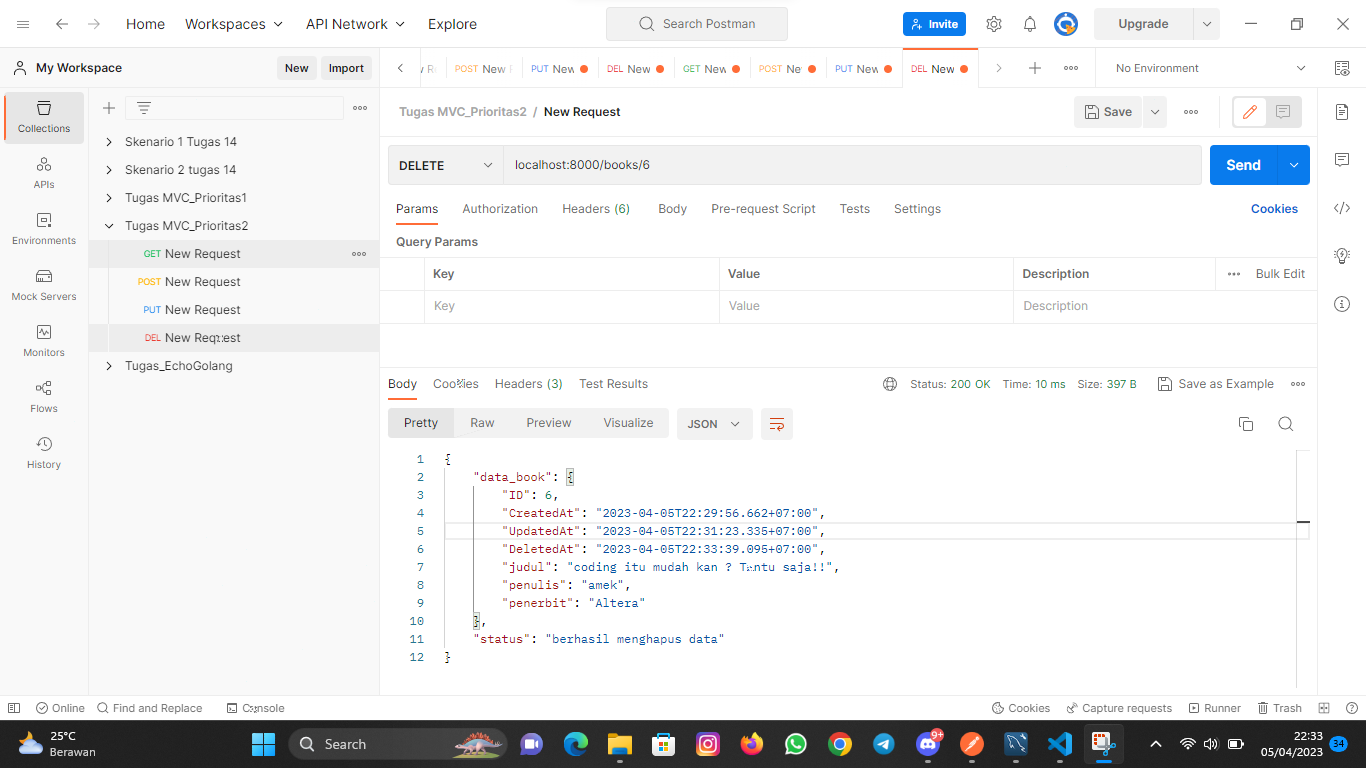 Home Workspaces API Network Explore Search Postman Invite Upgrade
My Workspace New Import
POST New PUT New DEL New GET New POST Ne PUT New DEL New No Environment
Collections
APIs
Environments
Mock Servers
Monitors
Flows
History
Skenario 1 Tugas 14
Skenario 2 tugas 14
Tugas MVC_Prioritas1
Tugas MVC_Prioritas2
GET New Request
POST New Request
PUT New Request
DEL New Request
Tugas_EchoGolang
Tugas MVC_Prioritas2 / New Request Save
DELETE localhost:8000/books/6 Send
Params Authorization Headers (6) Body Pre-request Script Tests Settings Cookies
Query Params
Key Value Description Bulk Edit
Key Value Description
Body Cookies Headers (3) Test Results Status: 200 OK Time: 10 ms Size: 397 B Save as Example
Pretty Raw Preview Visualize JSON
1 {
2 "data_book": {
3 "ID": 6,
4 "CreatedAt": "2023-04-05T22:29:56.662+07:00",
5 "UpdatedAt": "2023-04-05T22:31:23.335+07:00",
6 "DeletedAt": "2023-04-05T22:33:39.095+07:00",
7 "judul": "coding itu mudah kan ? Tantu saja!!",
8 "penulis": "amek",
9 "penerbit": "Altera"
10 },
11 "status": "berhasil menghapus data"
12 }
Online Find and Replace Console Cookies Capture requests Runner Trash
25°C
Berawan
Search
9+
22:33
05/04/2023
34